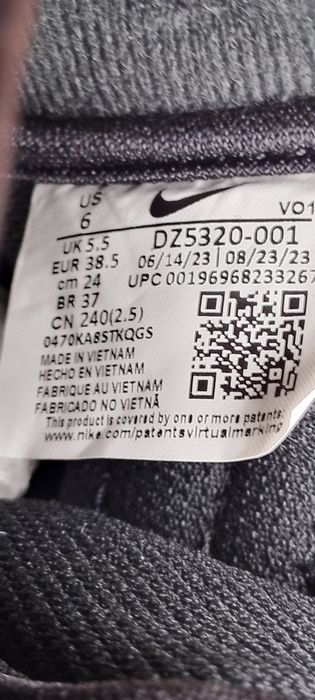 US
6
VO1
UK 5.5 DZ5320-001
EUR 38.5 06/14/23 | 08/23/23
cm 24 UPC 00196968233267
BR 37
CN 240(2.5)
0470KA8STKQGS
MADE IN VIETNAM
HECHO EN VIETNAM
FABRIQUE AU VIETNAM
FABRICADO NO VIETNÃ
This product is covered by one or more patents:
www.nike.com/patentsvirtualmarking